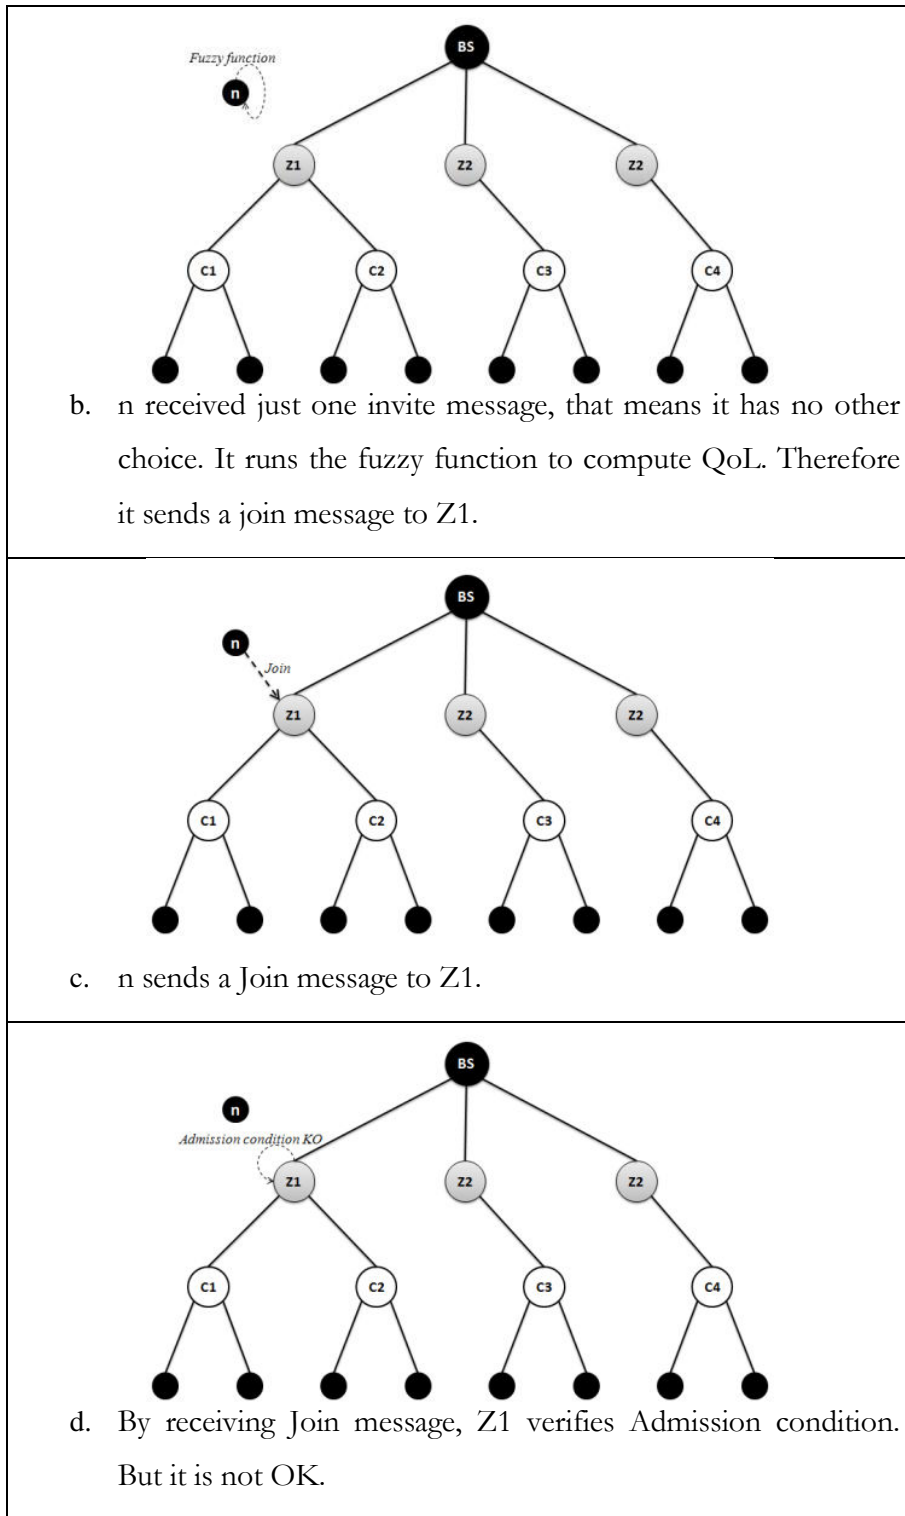 BS
Fuzzy function
n
Z1 Z2 Z2
C1 C2 C3 C4
b. n received just one invite message, that means it has no other
choice. It runs the fuzzy function to compute QoL. Therefore
it sends a join message to Z1.
BS
n
Join
Z1 Z2 Z2
C1 C2 C3 C4
c. n sends a Join message to Z1.
BS
n
Admission condition KO
Z1 Z2 Z2
C1 C2 C3 C4
d. By receiving Join message, Z1 verifies Admission condition.
But it is not OK.